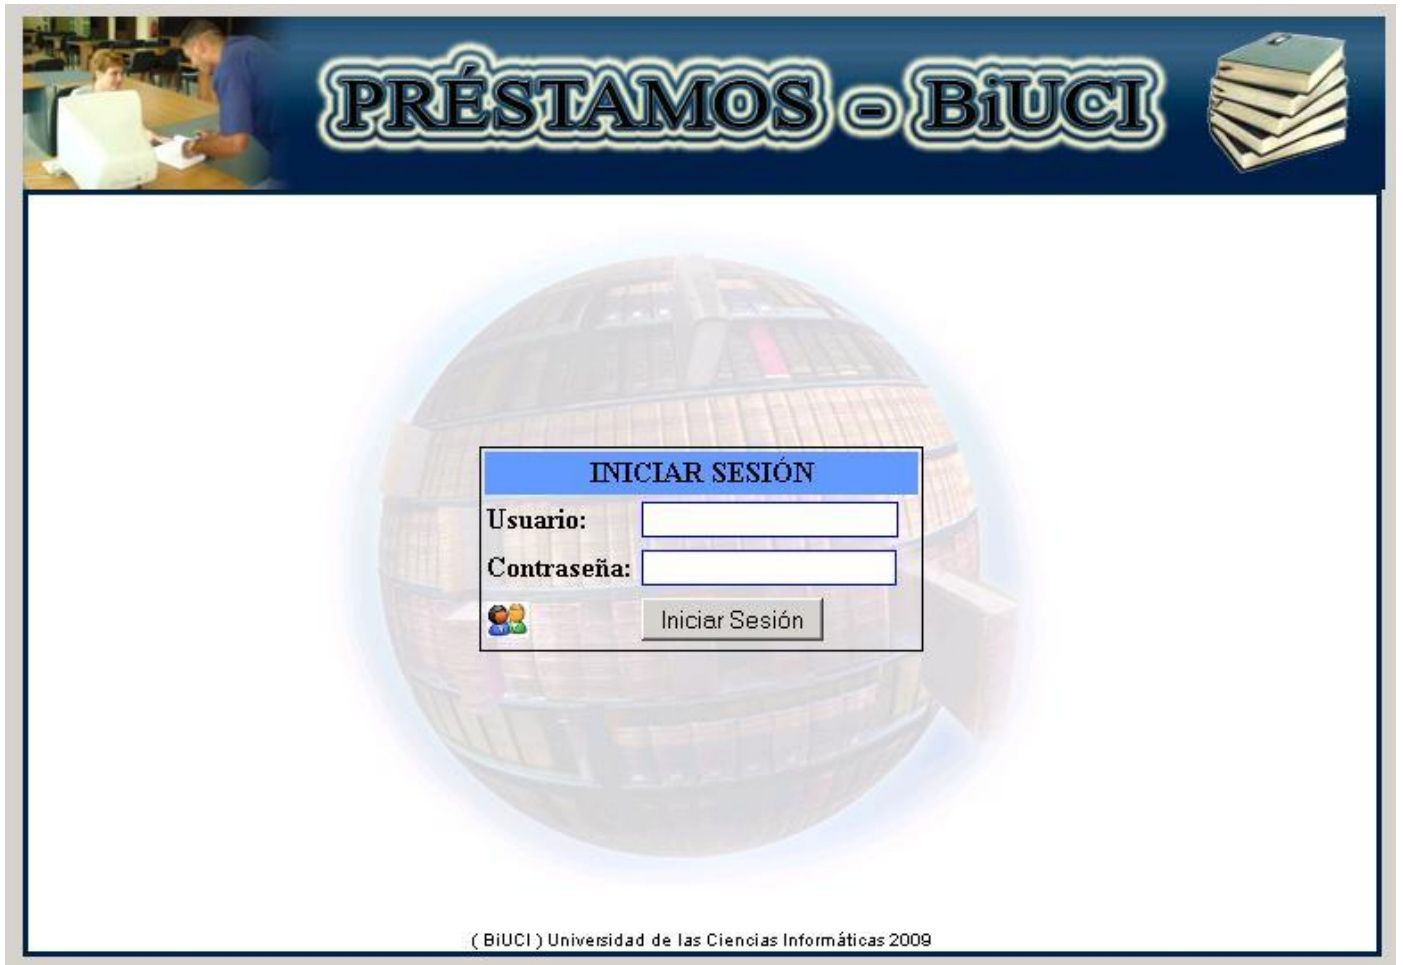 PRÉSTAMOS - BiUCI
INICIAR SESIÓN
Usuario:
Contraseña:
Iniciar Sesión
( BiUCI ) Universidad de las Ciencias Informáticas 2009